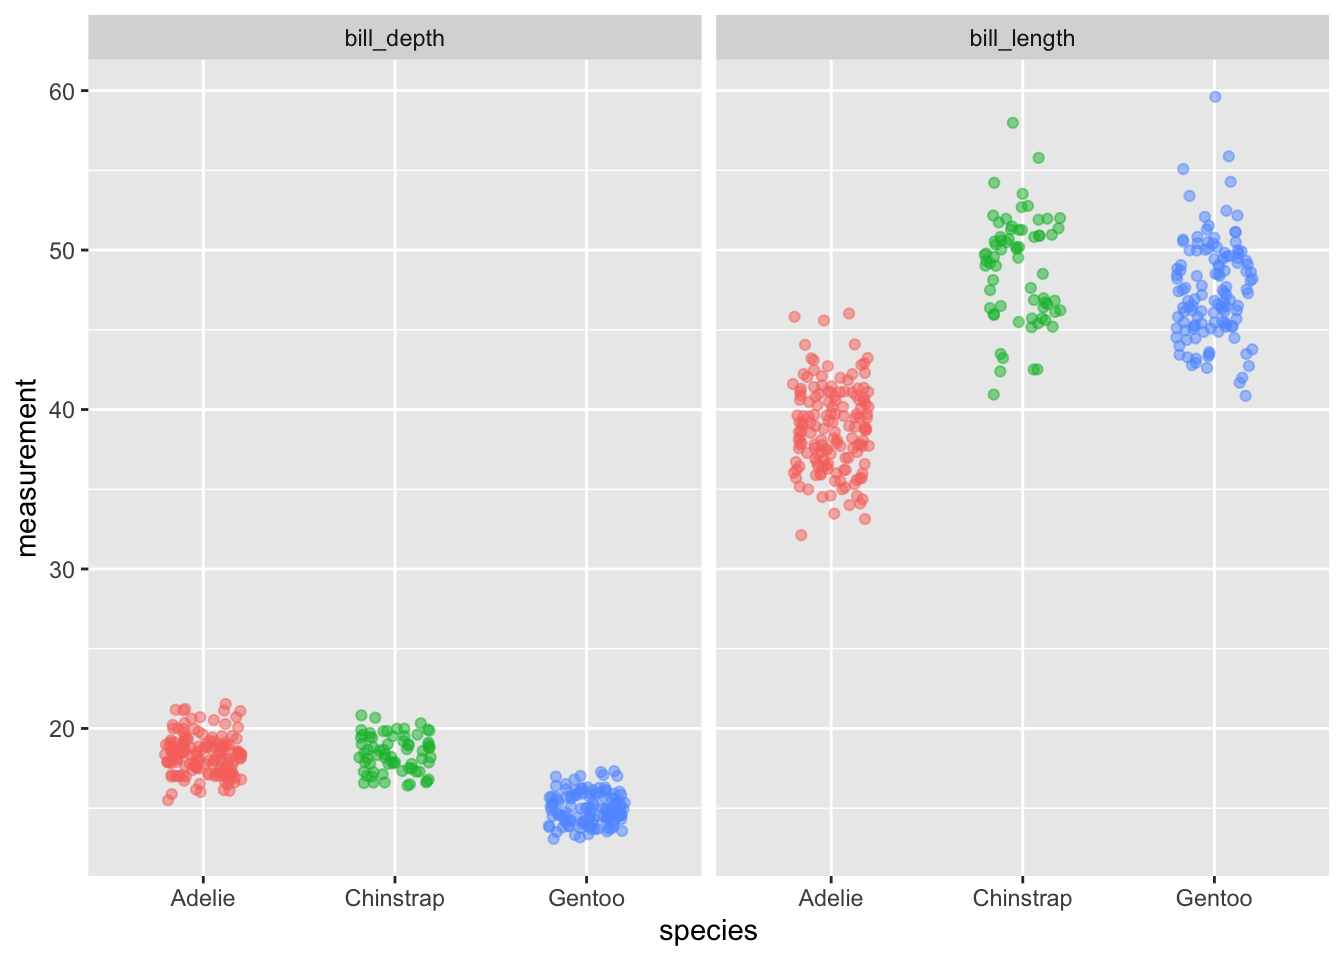 bill_depth
bill_length
60
50
40
30
20
measurement
Adelie
Chinstrap
Gentoo
Adelie
Chinstrap
Gentoo
species